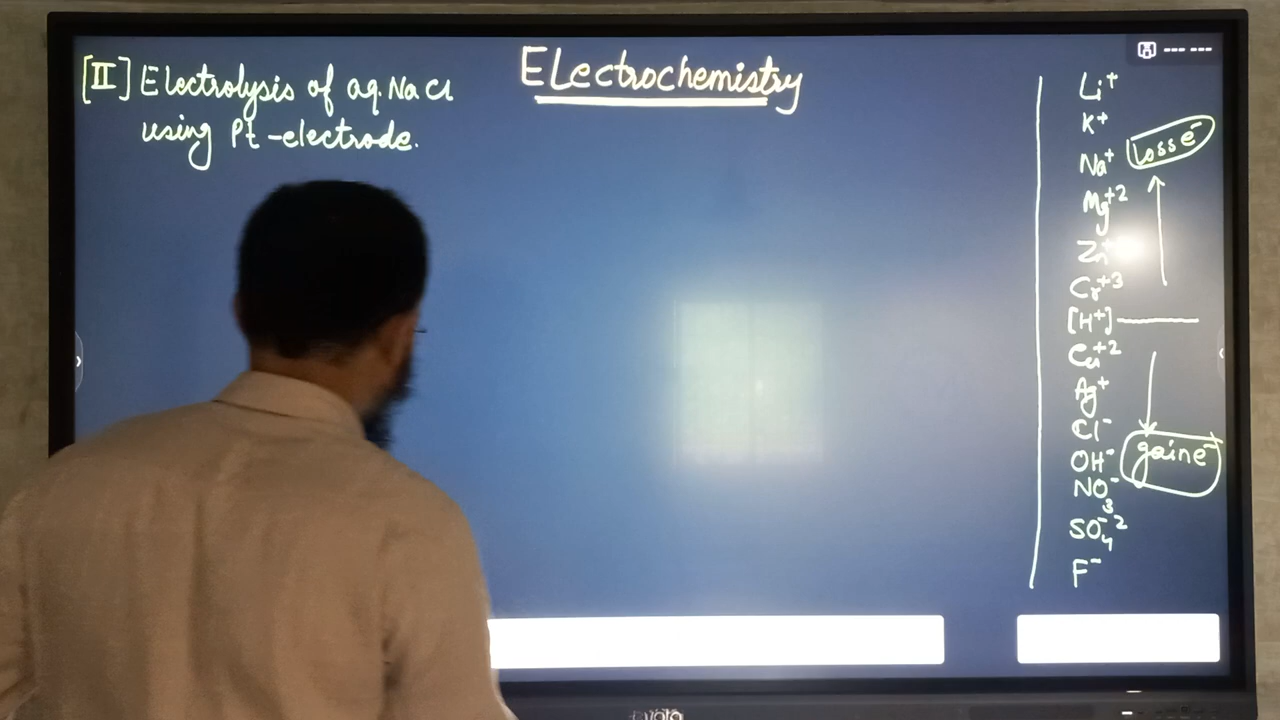 [II] Electrolysis of aq. NaCl
using Pt-electrode.
Electrochemistry
Li⁺
K⁺
Na⁺
Mg⁺²
Zn⁺
Cr⁺³
[H⁺]
Cu⁺²
Ag⁺
Cl⁻
OH⁻
NO₃⁻
SO₄⁻²
F⁻
Loss e⁻
gain e⁻